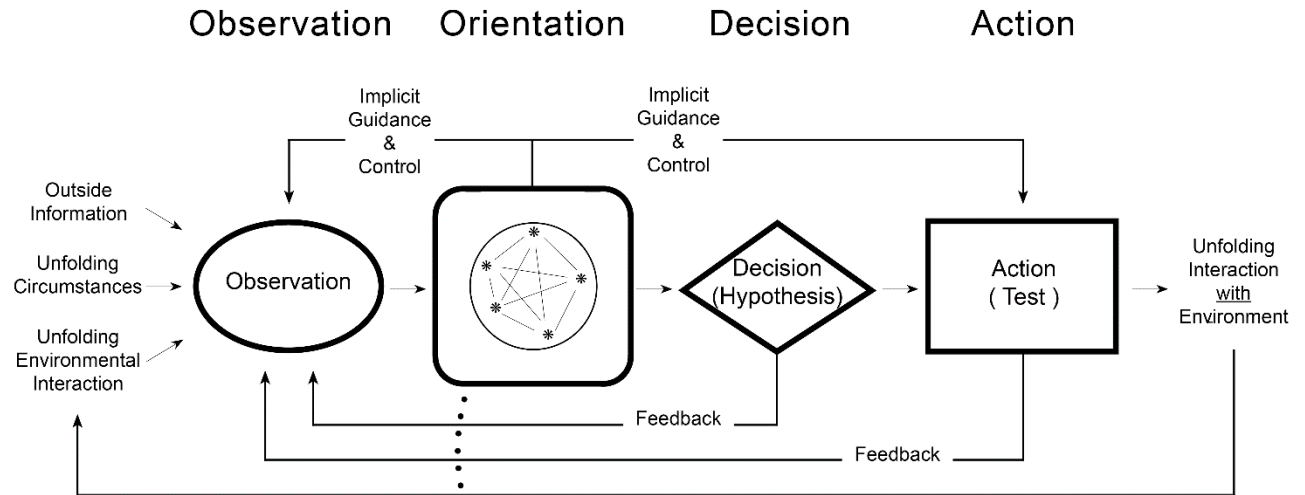 Observation Orientation Decision Action
Implicit
Guidance
&
Control
Implicit
Guidance
&
Control
Outside
Information
Unfolding
Circumstances
Unfolding
Environmental
Interaction
Observation
Decision
(Hypothesis)
Action
( Test )
Unfolding
Interaction
with
Environment
Feedback
Feedback